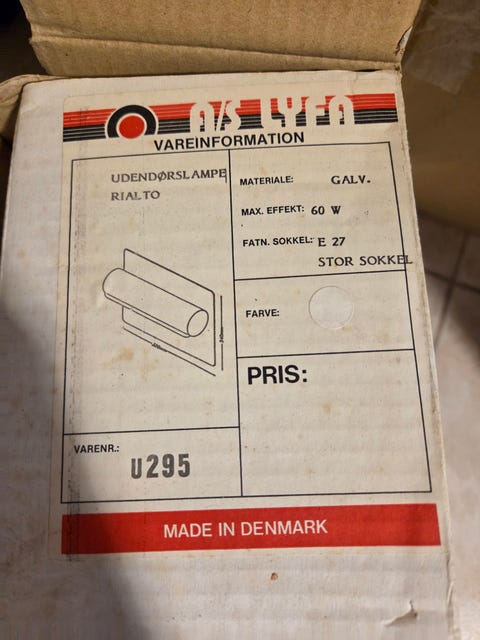 A/S LYFA
VAREINFORMATION
UDENDØRSLAMPE
RIALTO
MATERIALE: GALV.
MAX. EFFEKT: 60 W
FATN. SOKKEL: E 27
STOR SOKKEL
FARVE:
PRIS:
VARENR.:
U295
MADE IN DENMARK